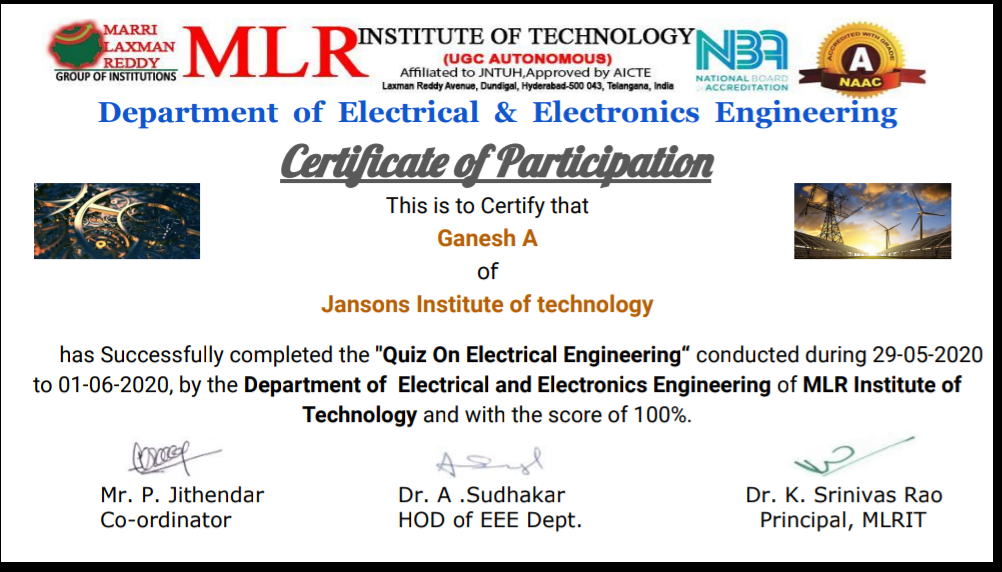 MARRI
LAXMAN
REDDY
GROUP OF INSTITUTIONS
MLR INSTITUTE OF TECHNOLOGY
(UGC AUTONOMOUS)
Affiliated to JNTUH,Approved by AICTE
Laxman Reddy Avenue, Dundigal, Hyderabad-500 043, Telangana, India
NBA
NATIONAL BOARD
OF ACCREDITATION
ACCREDITED WITH GRADE
A
NAAC
Department of Electrical & Electronics Engineering
Certificate of Participation
This is to Certify that
Ganesh A
of
Jansons Institute of technology
has Successfully completed the "Quiz On Electrical Engineering“ conducted during 29-05-2020
to 01-06-2020, by the Department of Electrical and Electronics Engineering of MLR Institute of
Technology and with the score of 100%.
Mr. P. Jithendar
Co-ordinator
Dr. A .Sudhakar
HOD of EEE Dept.
Dr. K. Srinivas Rao
Principal, MLRIT